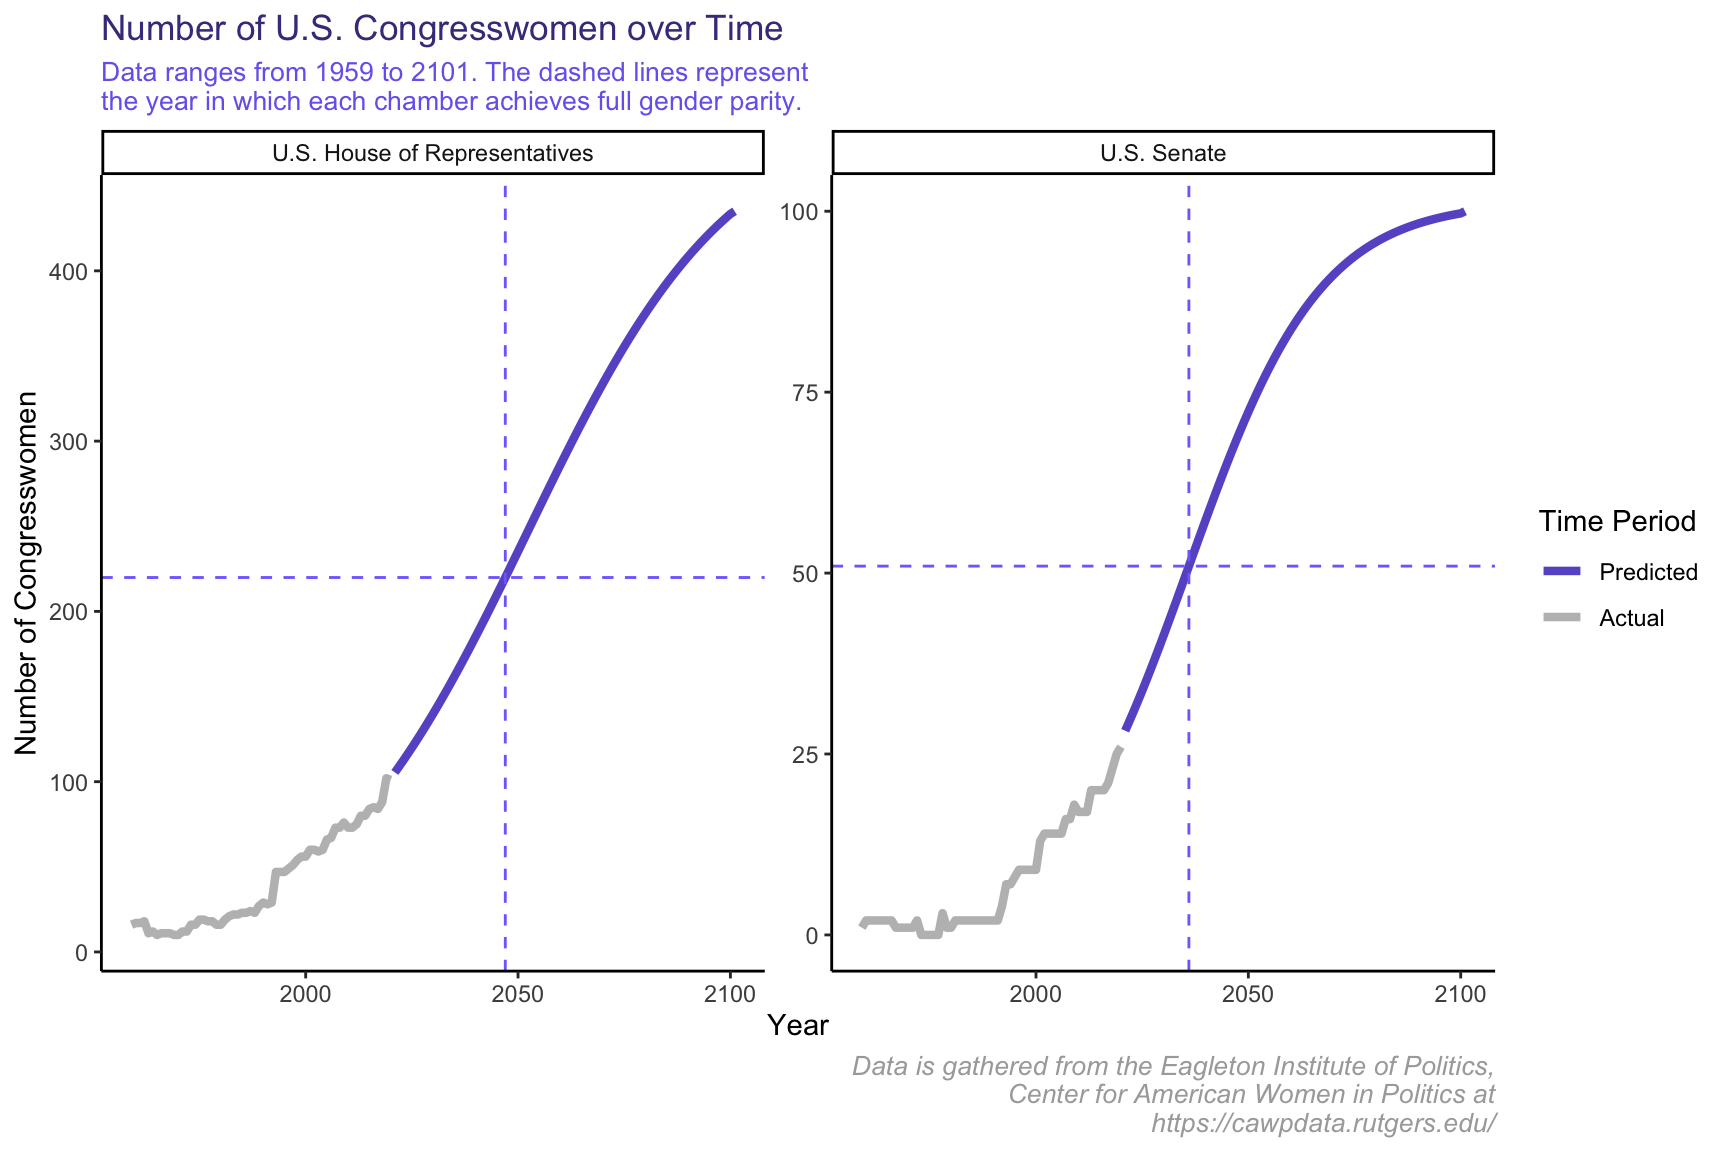 Number of U.S. Congresswomen over Time
Data ranges from 1959 to 2101. The dashed lines represent
the year in which each chamber achieves full gender parity.
U.S. House of Representatives
U.S. Senate
Number of Congresswomen
400
300
200
100
0
100
75
50
25
0
2000
2050
2100
2000
2050
2100
Year
Time Period
Predicted
Actual
Data is gathered from the Eagleton Institute of Politics,
Center for American Women in Politics at
https://cawpdata.rutgers.edu/